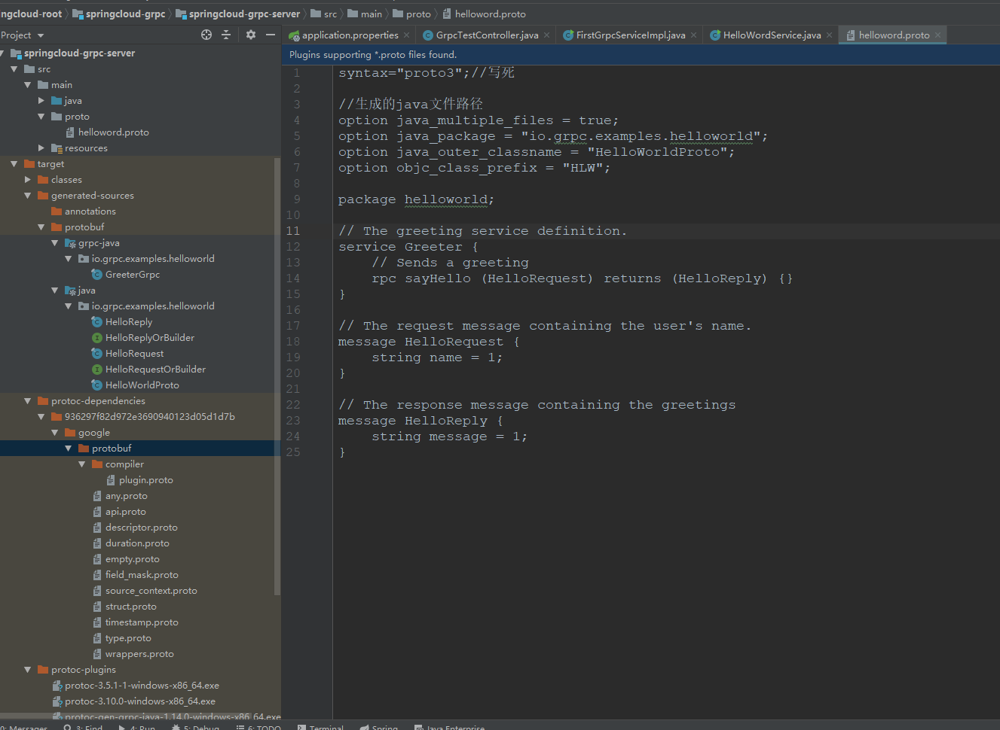 ngcloud-root springcloud-grpc springcloud-grpc-server src main proto helloword.proto
Project
application.properties GrpcTestController.java FirstGrpcServiceImpl.java HelloWordService.java helloword.proto
Plugins supporting *.proto files found.
springcloud-grpc-server
src
main
java
proto
helloword.proto
resources
target
classes
generated-sources
annotations
protobuf
grpc-java
io.grpc.examples.helloworld
GreeterGrpc
java
io.grpc.examples.helloworld
HelloReply
HelloReplyOrBuilder
HelloRequest
HelloRequestOrBuilder
HelloWorldProto
protoc-dependencies
936297f82d972e3690940123d05d1d7b
google
protobuf
compiler
plugin.proto
any.proto
api.proto
descriptor.proto
duration.proto
empty.proto
field_mask.proto
source_context.proto
struct.proto
timestamp.proto
type.proto
wrappers.proto
protoc-plugins
protoc-3.5.1-1-windows-x86_64.exe
protoc-3.10.0-windows-x86_64.exe
protoc-gen-grpc-java-1.14.0-windows-x86_64.exe
1 syntax="proto3";//写死
2
3 //生成的java文件路径
4 option java_multiple_files = true;
5 option java_package = "io.grpc.examples.helloworld";
6 option java_outer_classname = "HelloWorldProto";
7 option objc_class_prefix = "HLW";
8
9 package helloworld;
10
11 // The greeting service definition.
12 service Greeter {
13 // Sends a greeting
14 rpc sayHello (HelloRequest) returns (HelloReply) {}
15 }
16
17 // The request message containing the user's name.
18 message HelloRequest {
19 string name = 1;
20 }
21
22 // The response message containing the greetings
23 message HelloReply {
24 string message = 1;
25 }
0: Messages 3: Find 4: Run 5: Debug 6: TODO Terminal Spring Java Enterprise